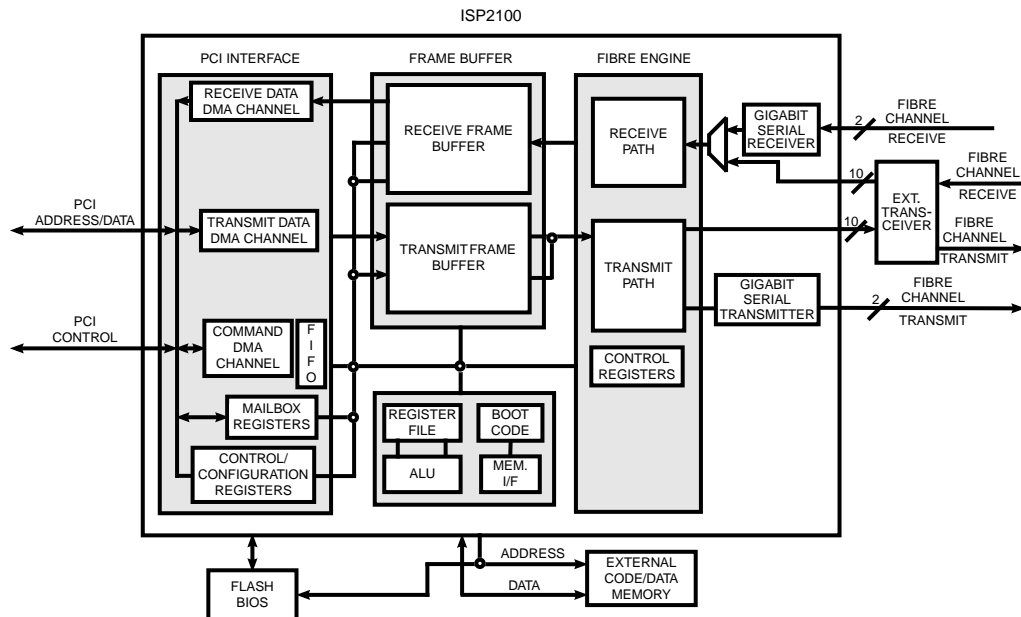 ISP2100
PCI INTERFACE
FRAME BUFFER
FIBRE ENGINE
RECEIVE DATA
DMA CHANNEL
RECEIVE FRAME
BUFFER
RECEIVE
PATH
GIGABIT
SERIAL
RECEIVER
2
FIBRE
CHANNEL
RECEIVE
10
FIBRE
CHANNEL
RECEIVE
PCI
ADDRESS/DATA
TRANSMIT DATA
DMA CHANNEL
TRANSMIT FRAME
BUFFER
TRANSMIT
PATH
10
EXT.
TRANS-
CEIVER
FIBRE
CHANNEL
TRANSMIT
GIGABIT
SERIAL
TRANSMITTER
2
FIBRE
CHANNEL
TRANSMIT
PCI
CONTROL
COMMAND
DMA
CHANNEL
F
I
F
O
CONTROL
REGISTERS
MAILBOX
REGISTERS
REGISTER
FILE
BOOT
CODE
CONTROL/
CONFIGURATION
REGISTERS
ALU
MEM.
I/F
FLASH
BIOS
ADDRESS
DATA
EXTERNAL
CODE/DATA
MEMORY